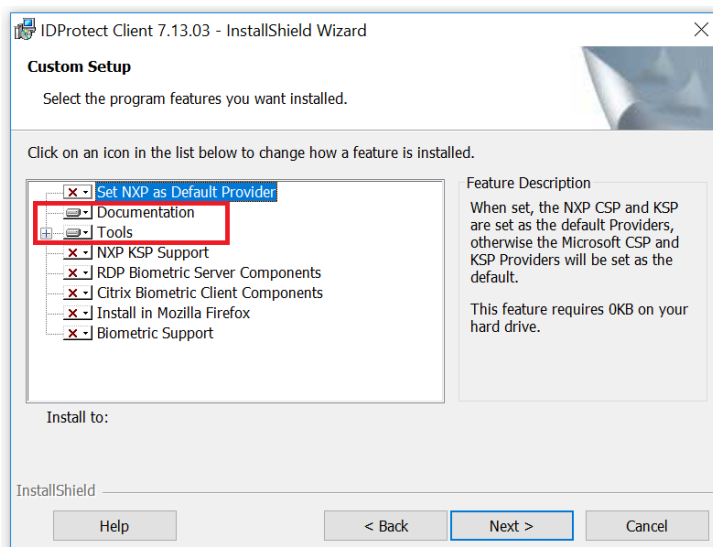 IDProtect Client 7.13.03 - InstallShield Wizard
Custom Setup
Select the program features you want installed.
Click on an icon in the list below to change how a feature is installed.
Set NXP as Default Provider
Documentation
Tools
NXP KSP Support
RDP Biometric Server Components
Citrix Biometric Client Components
Install in Mozilla Firefox
Biometric Support
Feature Description
When set, the NXP CSP and KSP
are set as the default Providers,
otherwise the Microsoft CSP and
KSP Providers will be set as the
default.
This feature requires 0KB on your
hard drive.
Install to:
InstallShield
Help
< Back
Next >
Cancel